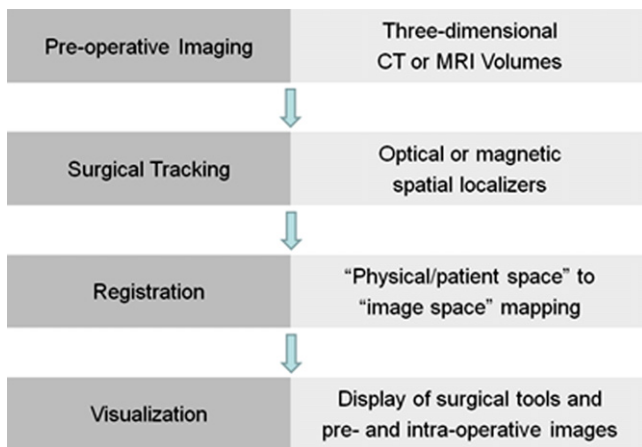 Pre-operative Imaging
Three-dimensional
CT or MRI Volumes
Surgical Tracking
Optical or magnetic
spatial localizers
Registration
“Physical/patient space” to
“image space” mapping
Visualization
Display of surgical tools and
pre- and intra-operative images